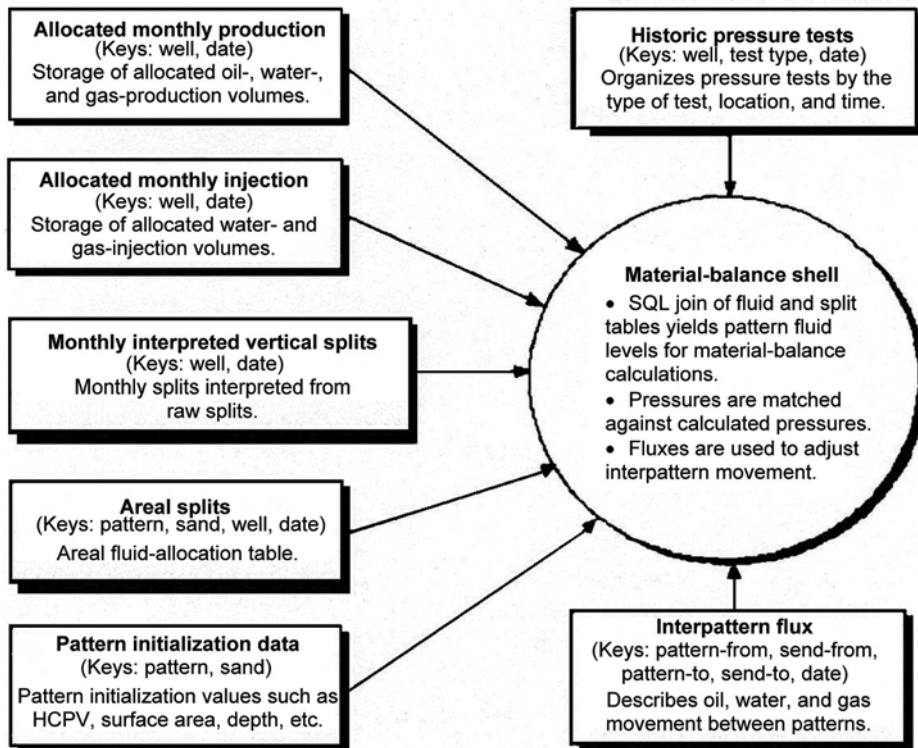 Allocated monthly production
(Keys: well, date)
Storage of allocated oil-, water-,
and gas-production volumes.
Allocated monthly injection
(Keys: well, date)
Storage of allocated water- and
gas-injection volumes.
Monthly interpreted vertical splits
(Keys: well, date)
Monthly splits interpreted from
raw splits.
Areal splits
(Keys: pattern, sand, well, date)
Areal fluid-allocation table.
Pattern initialization data
(Keys: pattern, sand)
Pattern initialization values such as
HCPV, surface area, depth, etc.
Historic pressure tests
(Keys: well, test type, date)
Organizes pressure tests by the
type of test, location, and time.
Material-balance shell
• SQL join of fluid and split
tables yields pattern fluid
levels for material-balance
calculations.
• Pressures are matched
against calculated pressures.
• Fluxes are used to adjust
interpattern movement.
Interpattern flux
(Keys: pattern-from, send-from,
pattern-to, send-to, date)
Describes oil, water, and gas
movement between patterns.